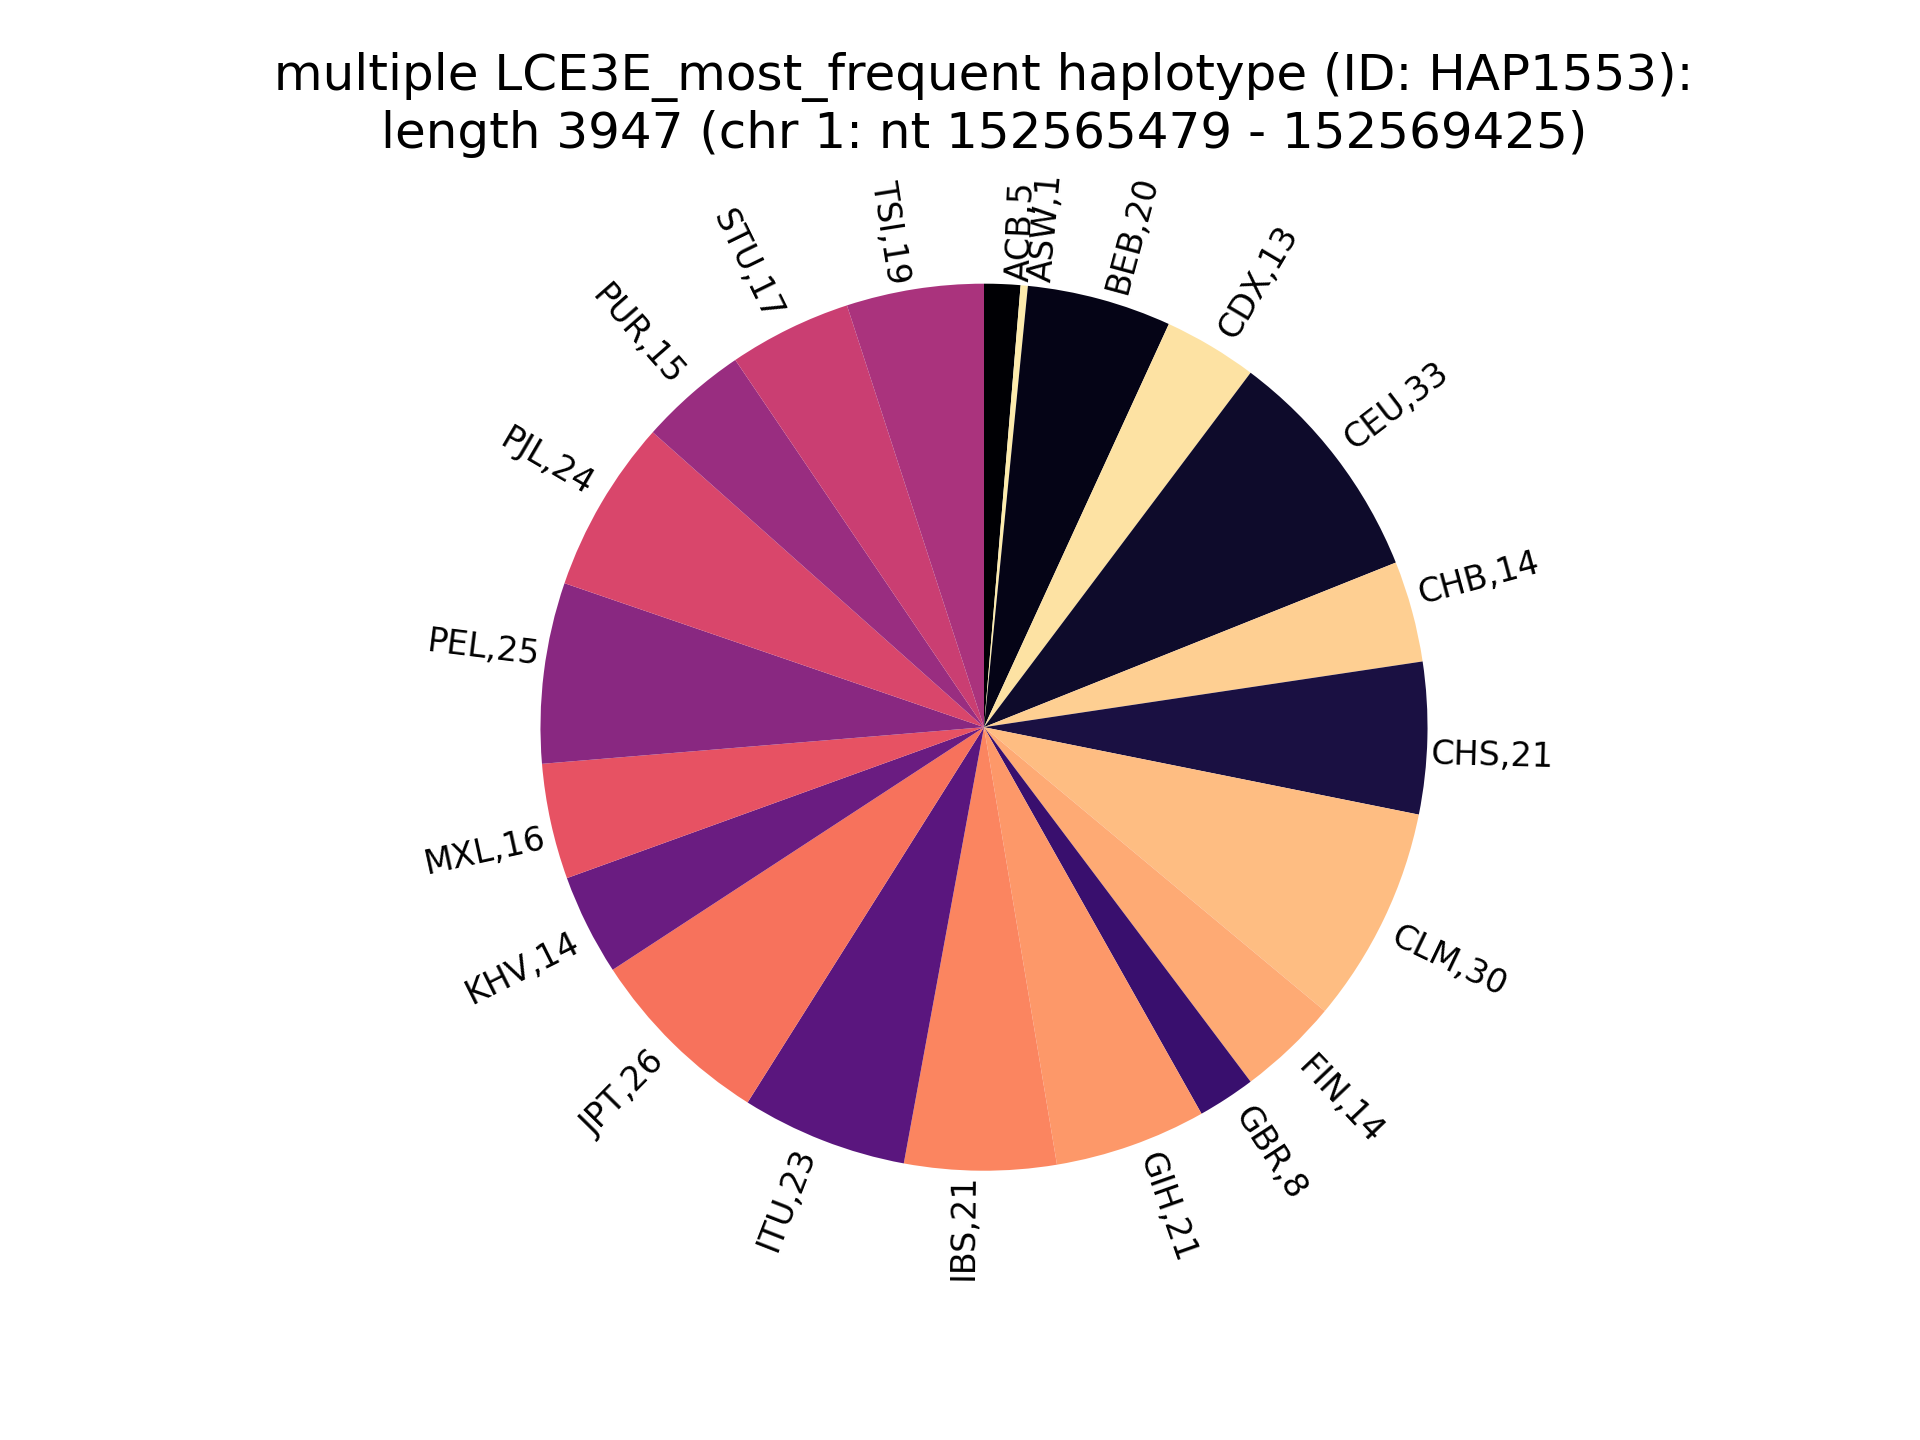 multiple LCE3E_most_frequent haplotype (ID: HAP1553):
length 3947 (chr 1: nt 152565479 - 152569425)
ACB,5
ASW,1
BEB,20
CDX,13
CEU,33
CHB,14
CHS,21
CLM,30
FIN,14
GBR,8
GIH,21
IBS,21
ITU,23
JPT,26
KHV,14
MXL,16
PEL,25
PJL,24
PUR,15
STU,17
TSI,19